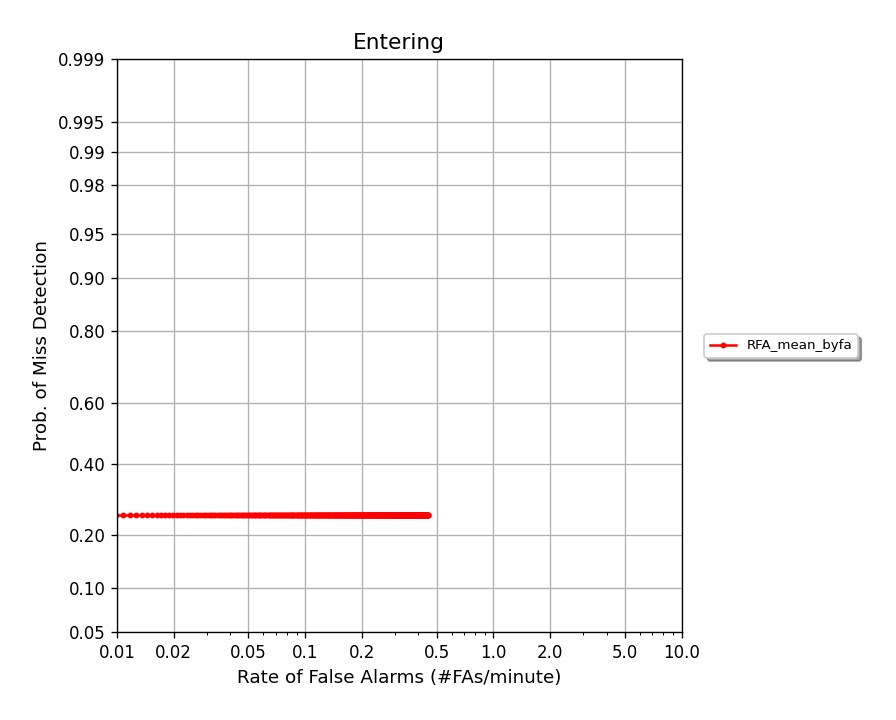 Entering
0.999
0.995
0.99
0.98
0.95
0.90
0.80
0.60
0.40
0.20
0.10
0.05
Prob. of Miss Detection
0.01 0.02 0.05 0.1 0.2 0.5 1.0 2.0 5.0 10.0
Rate of False Alarms (#FAs/minute)
RFA_mean_byfa